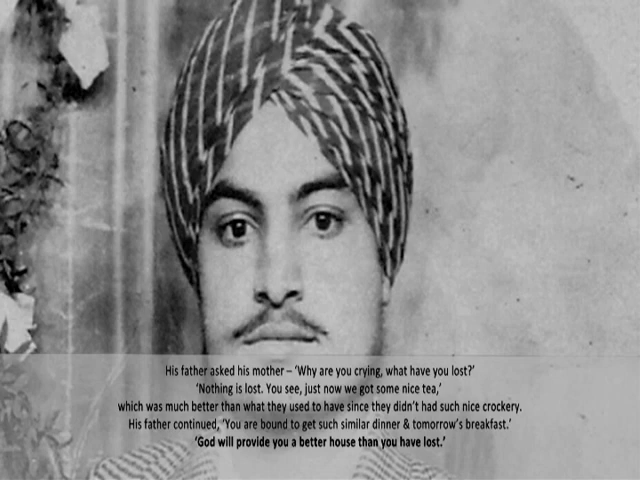 His father asked his mother – ‘Why are you crying, what have you lost?’
‘Nothing is lost. You see, just now we got some nice tea,’
which was much better than what they used to have since they didn’t had such nice crockery.
His father continued, ‘You are bound to get such similar dinner & tomorrow’s breakfast.’
‘God will provide you a better house than you have lost.’